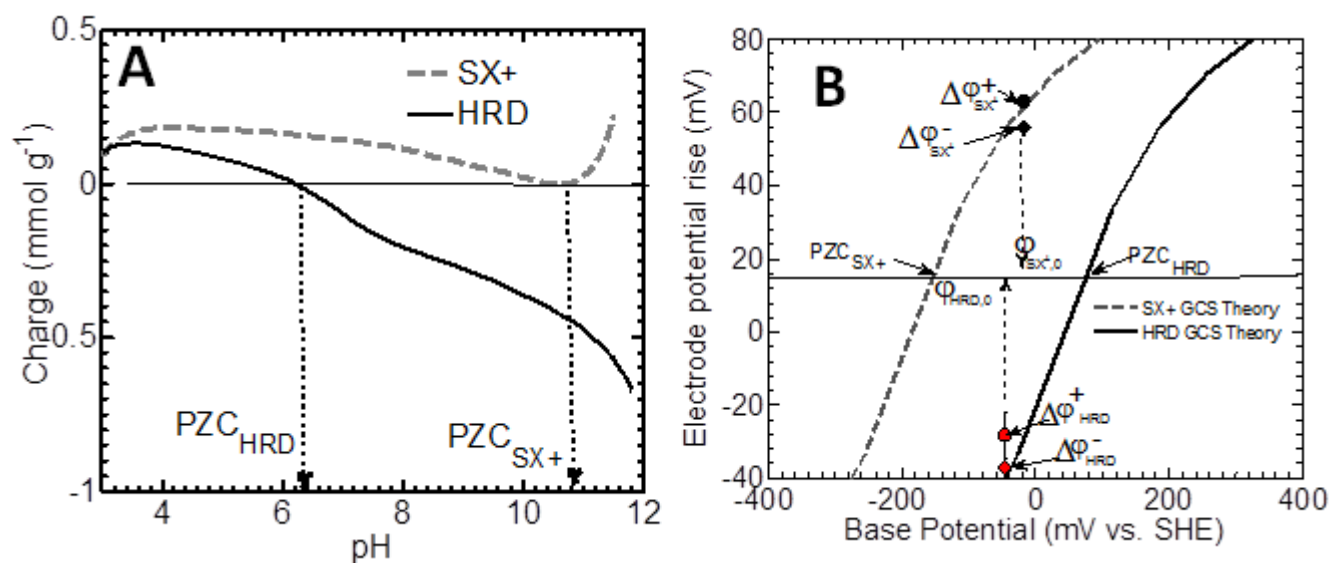 A
SX+
HRD
0.5
0
0.5
-1
Charge (mmol g-1)
PZCHRD
PZCSX+
4 6 8 10 12
pH
B
80
60
40
20
0
-20
-40
Electrode potential rise (mV)
Δφ+SX+
Δφ-SX+
PZCSX+
φSX+,0
PZCHRD
φHRD,0
SX+ GCS Theory
HRD GCS Theory
Δφ+HRD
Δφ-HRD
-400 -200 0 200 400
Base Potential (mV vs. SHE)